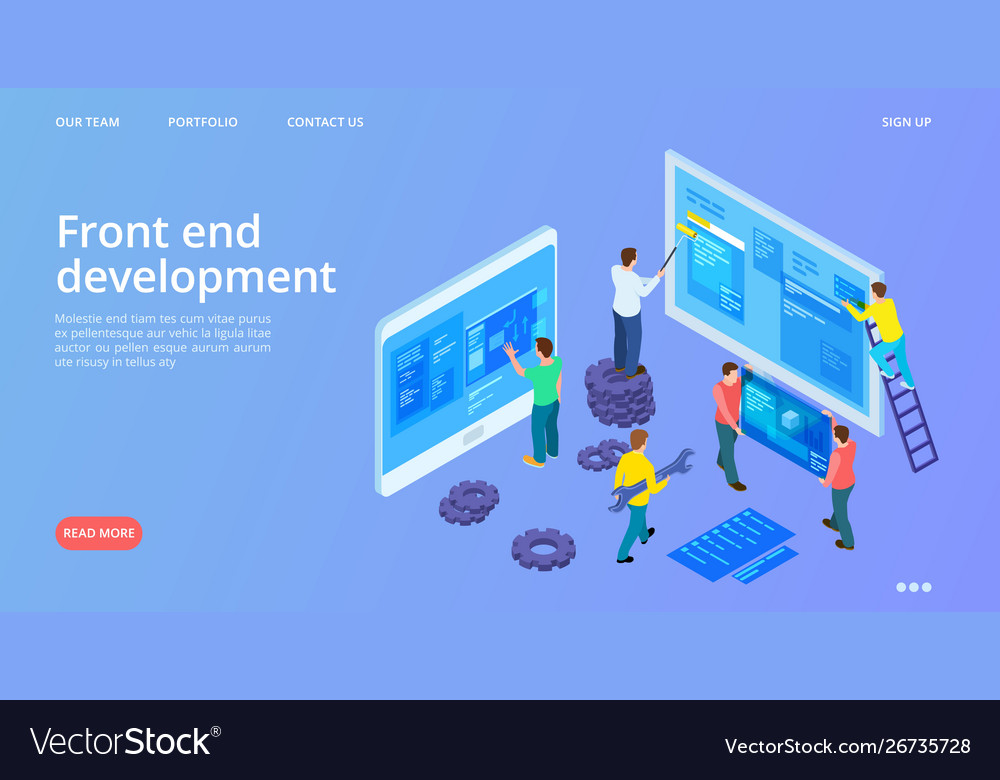 OUR TEAM PORTFOLIO CONTACT US SIGN UP
Front end
development
Molestie end tiam tes cum vitae purus
ex pellentesque aur vehic la ligula litae
auctor ou pellen esque aurum aurum
ute risusy in tellus aty
READ MORE
VectorStock®
VectorStock.com/26735728